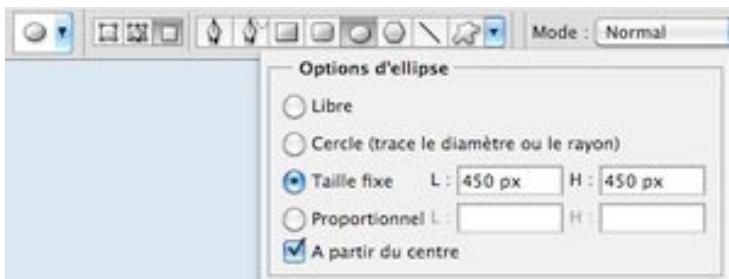 Mode : Normal
Options d'ellipse
Libre
Cercle (trace le diamètre ou le rayon)
Taille fixe L : 450 px H : 450 px
Proportionnel L : H :
A partir du centre